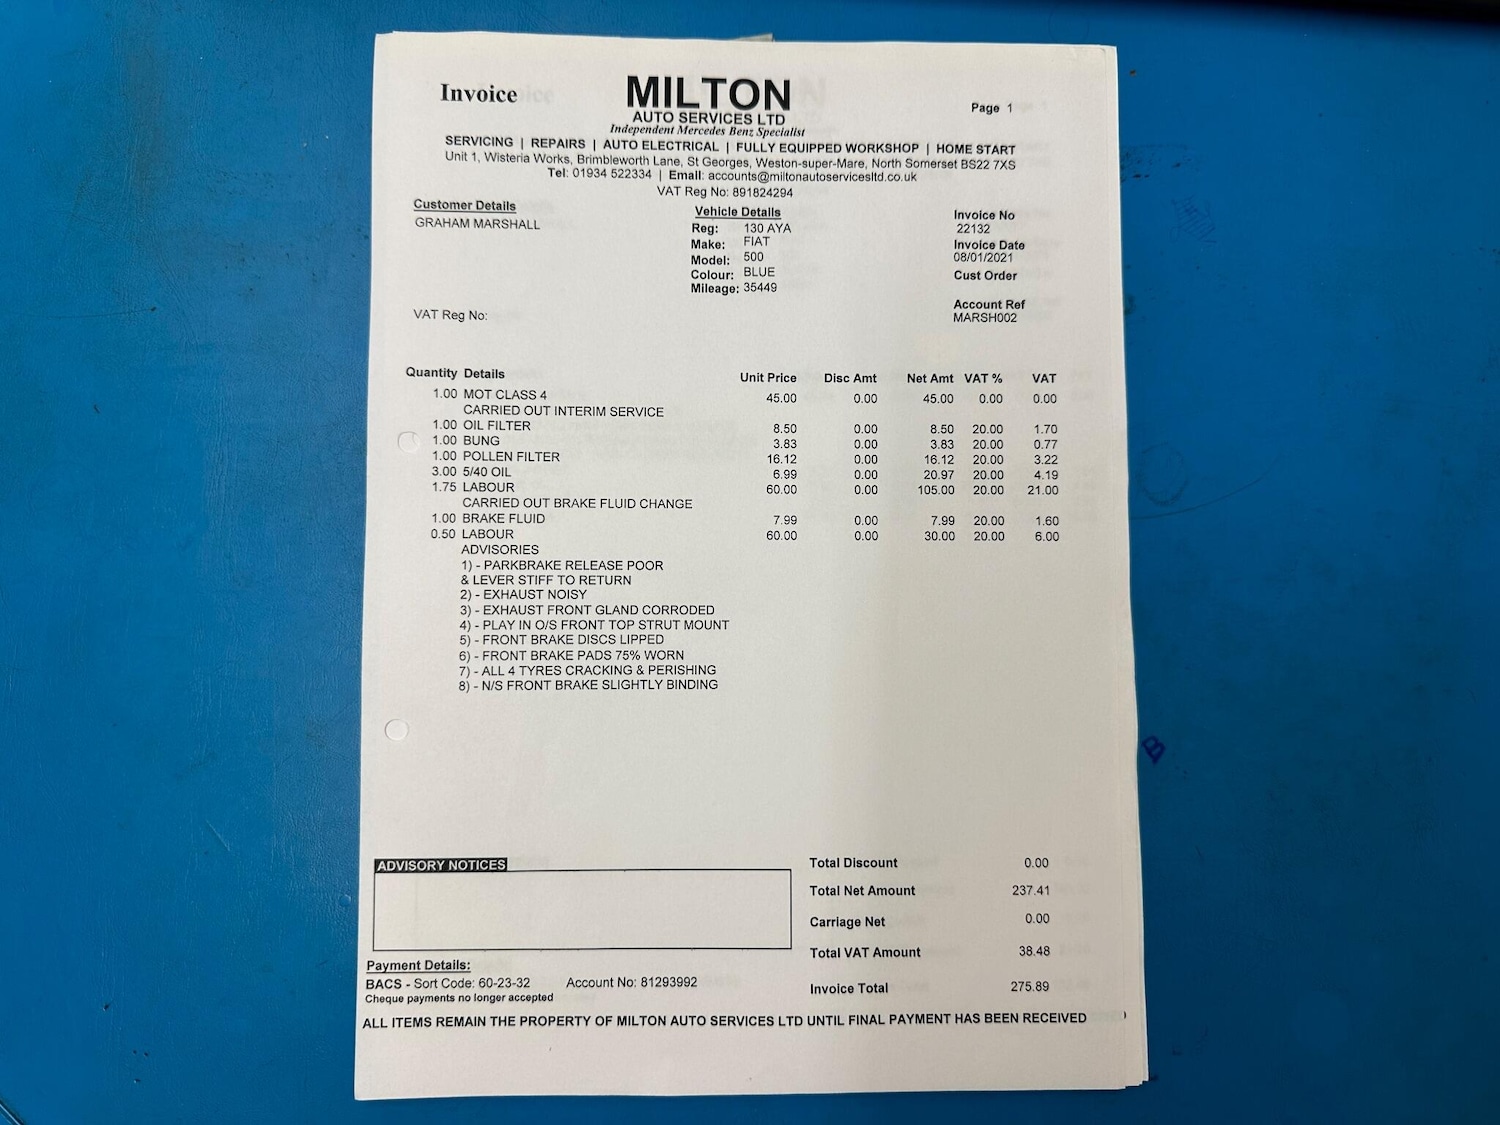 Invoice
MILTON
AUTO SERVICES LTD
Independent Mercedes Benz Specialist
Page 1
SERVICING | REPAIRS | AUTO ELECTRICAL | FULLY EQUIPPED WORKSHOP | HOME START
Unit 1, Wisteria Works, Brimbleworth Lane, St Georges, Weston-super-Mare, North Somerset BS22 7XS
Tel: 01934 522334 | Email: accounts@miltonautoservicesltd.co.uk
VAT Reg No: 891824294
Customer Details
GRAHAM MARSHALL
VAT Reg No:
Vehicle Details
Reg: 130 AYA
Make: FIAT
Model: 500
Colour: BLUE
Mileage: 35449
Invoice No
22132
Invoice Date
08/01/2021
Cust Order
Account Ref
MARSH002
Quantity Details Unit Price Disc Amt Net Amt VAT % VAT
1.00 MOT CLASS 4 45.00 0.00 45.00 0.00 0.00
CARRIED OUT INTERIM SERVICE
1.00 OIL FILTER 8.50 0.00 8.50 20.00 1.70
1.00 BUNG 3.83 0.00 3.83 20.00 0.77
1.00 POLLEN FILTER 16.12 0.00 16.12 20.00 3.22
3.00 5/40 OIL 6.99 0.00 20.97 20.00 4.19
1.75 LABOUR 60.00 0.00 105.00 20.00 21.00
CARRIED OUT BRAKE FLUID CHANGE
1.00 BRAKE FLUID 7.99 0.00 7.99 20.00 1.60
0.50 LABOUR 60.00 0.00 30.00 20.00 6.00
ADVISORIES
1) - PARKBRAKE RELEASE POOR
& LEVER STIFF TO RETURN
2) - EXHAUST NOISY
3) - EXHAUST FRONT GLAND CORRODED
4) - PLAY IN O/S FRONT TOP STRUT MOUNT
5) - FRONT BRAKE DISCS LIPPED
6) - FRONT BRAKE PADS 75% WORN
7) - ALL 4 TYRES CRACKING & PERISHING
8) - N/S FRONT BRAKE SLIGHTLY BINDING
ADVISORY NOTICES
Total Discount 0.00
Total Net Amount 237.41
Carriage Net 0.00
Total VAT Amount 38.48
Invoice Total 275.89
Payment Details:
BACS - Sort Code: 60-23-32 Account No: 81293992
Cheque payments no longer accepted
ALL ITEMS REMAIN THE PROPERTY OF MILTON AUTO SERVICES LTD UNTIL FINAL PAYMENT HAS BEEN RECEIVED